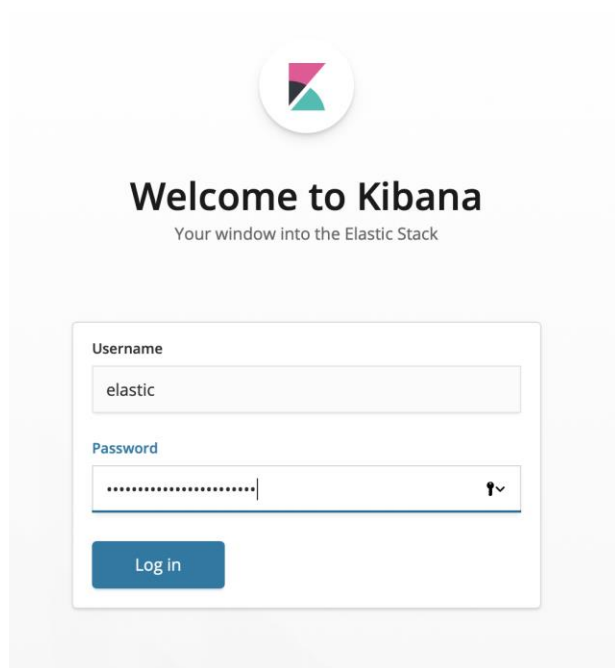 Welcome to Kibana
Your window into the Elastic Stack
Username
elastic
Password
••••••••••••••••••••••••
Log in